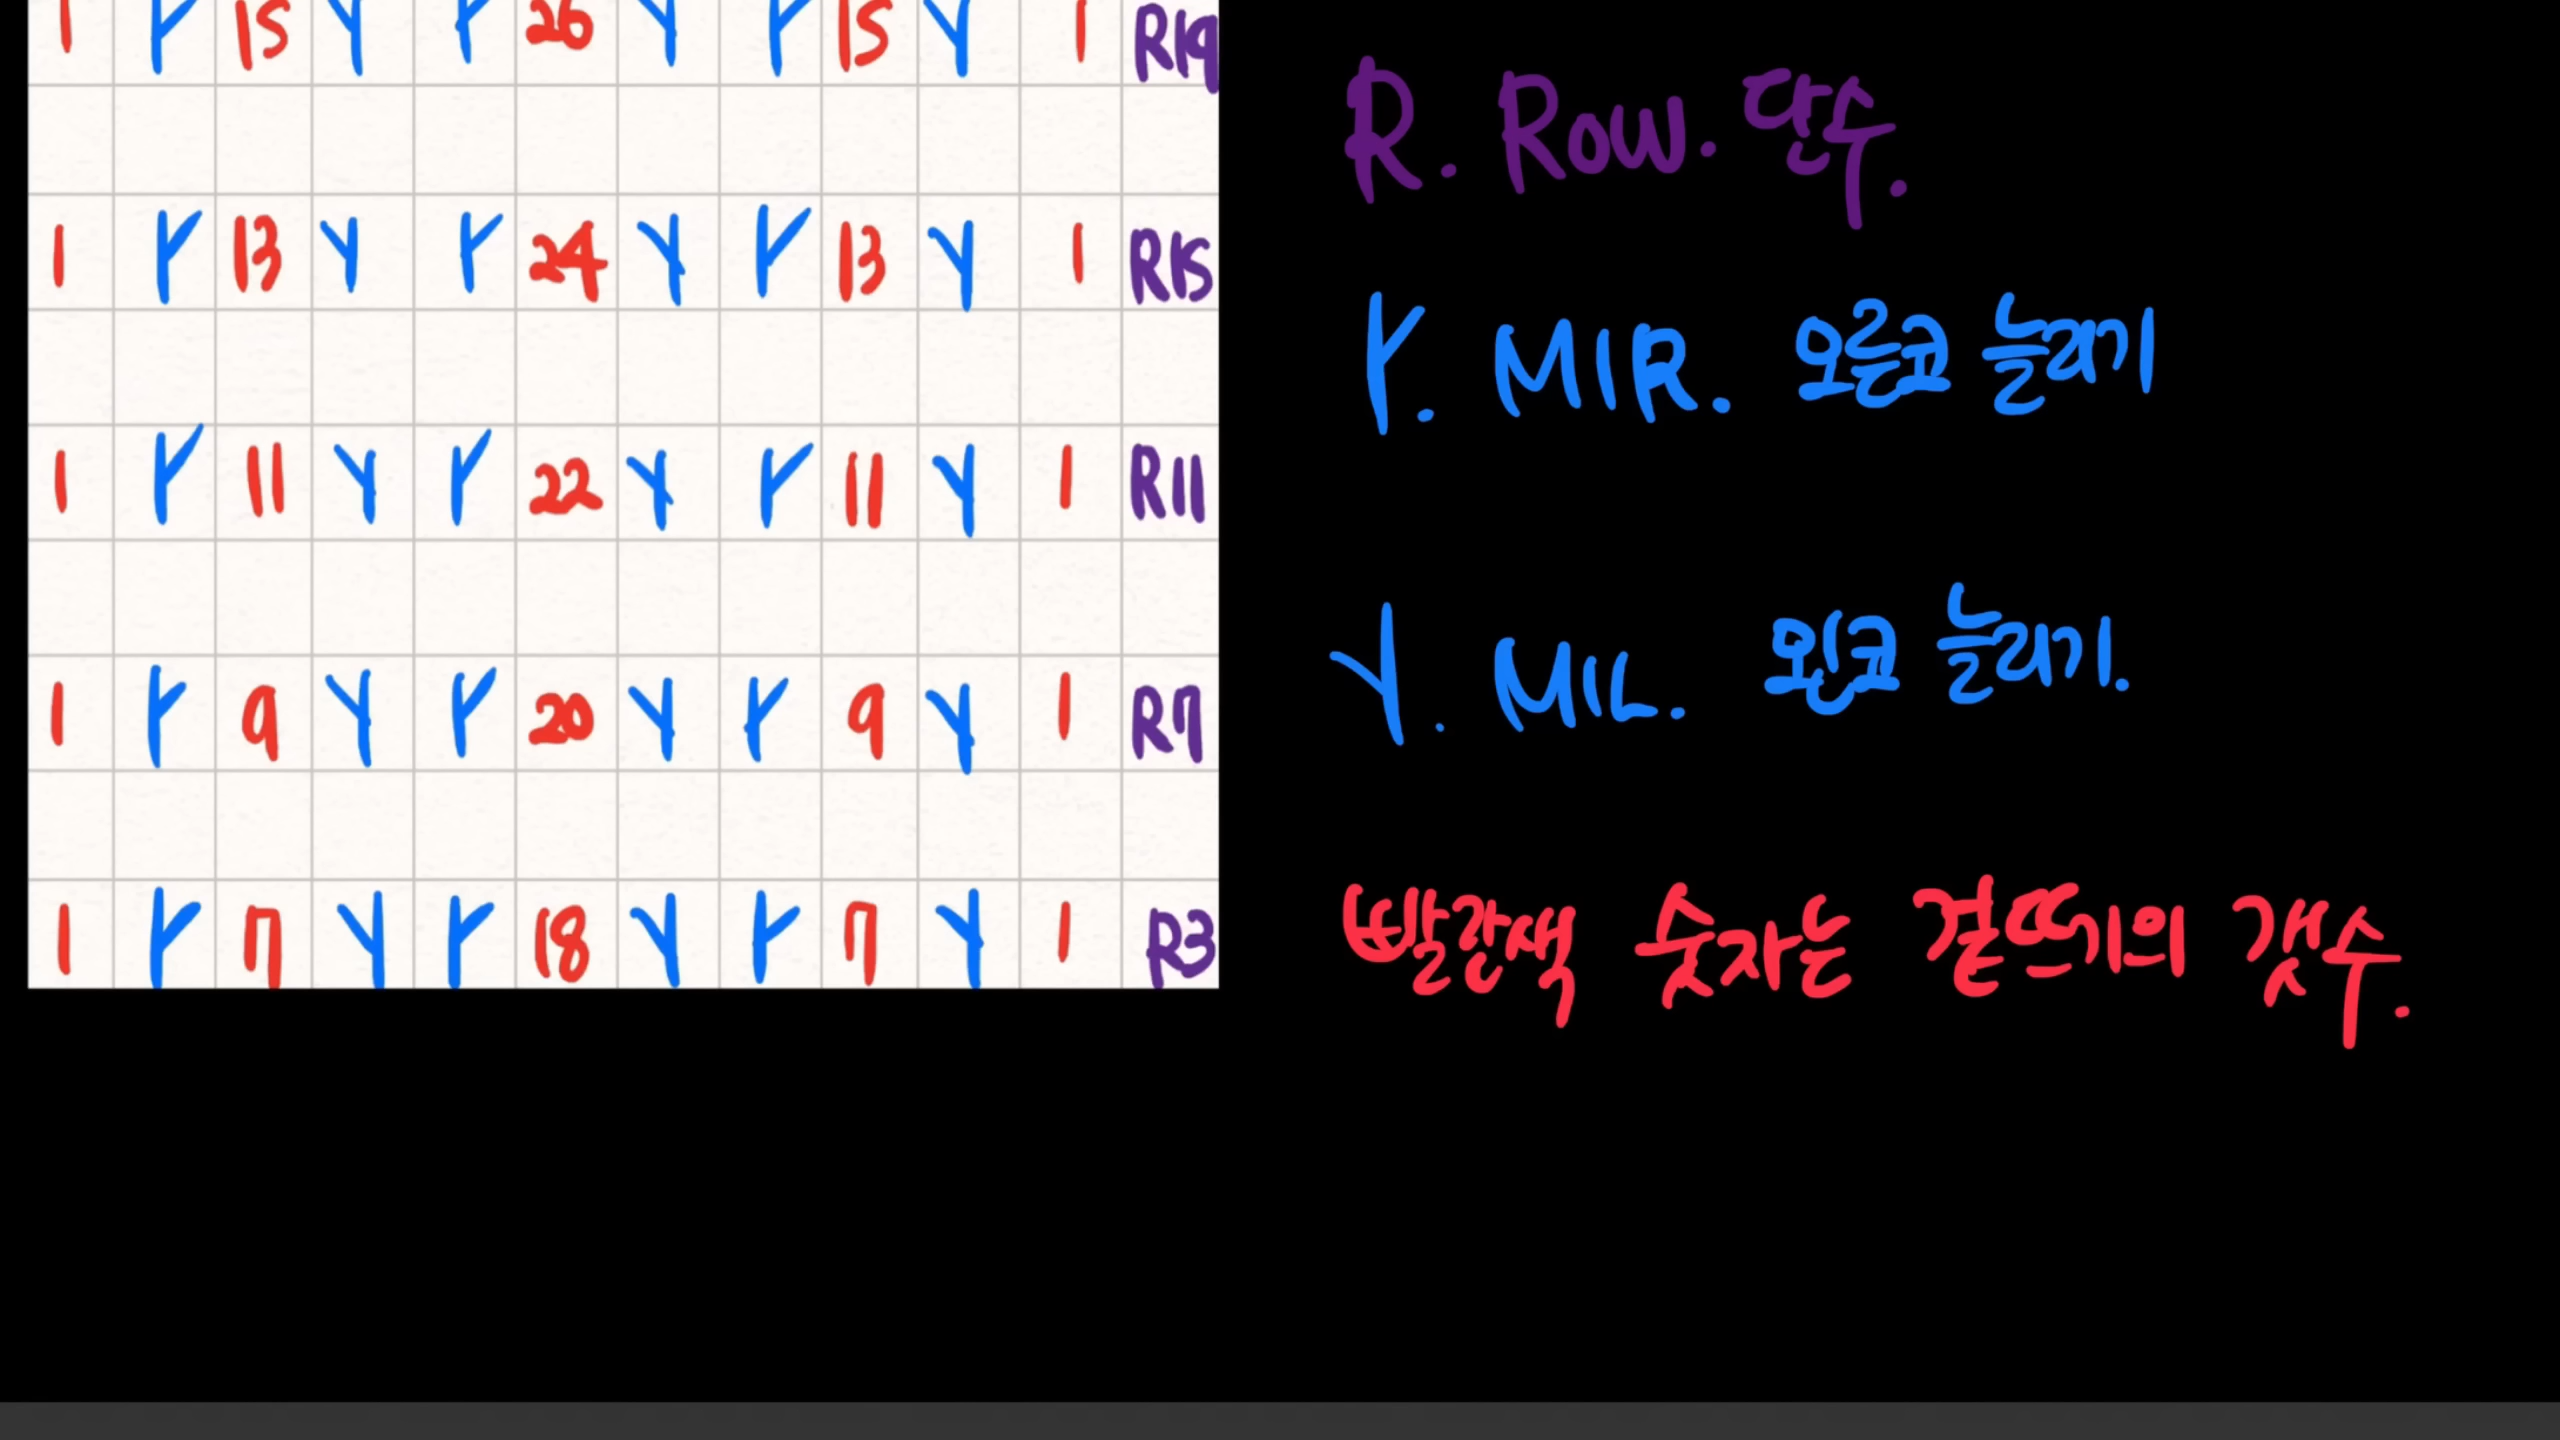 1 Y 15 Y Y 26 Y Y 15 Y 1 R19
1 Y 13 Y Y 24 Y Y 13 Y 1 R15
1 Y 11 Y Y 22 Y Y 11 Y 1 R11
1 Y 9 Y Y 20 Y Y 9 Y 1 R7
1 Y 7 Y Y 18 Y Y 7 Y 1 R3
R. Row. 단수.
Y. M1R. 오른코 늘리기
Y. M1L. 왼코 늘리기.
빨간색 숫자는 겉뜨기의 갯수.